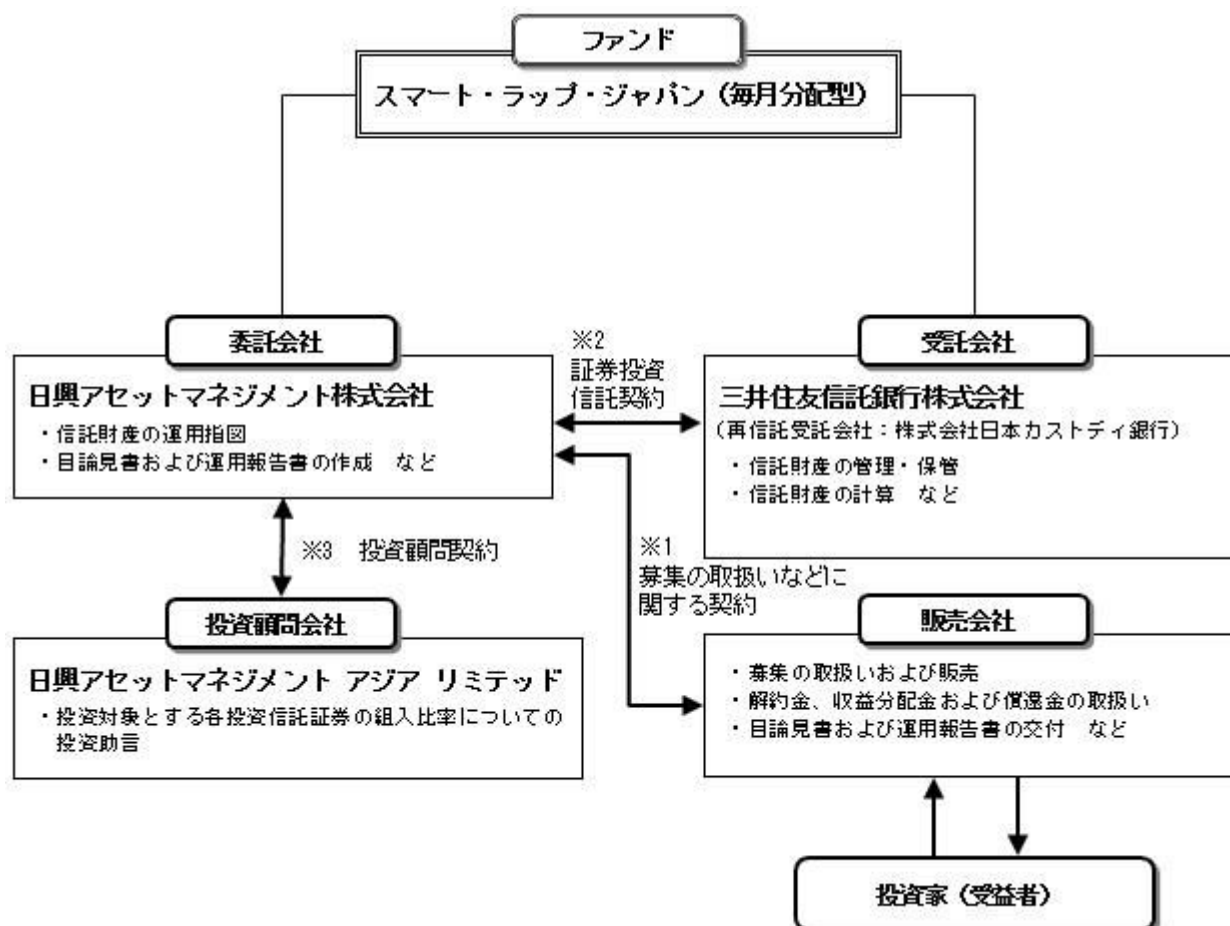 ファンド
スマート・ラップ・ジャパン（毎月分配型）
委託会社
日興アセットマネジメント株式会社
・信託財産の運用指図
・目論見書および運用報告書の作成　など
※2
証券投資
信託契約
受託会社
三井住友信託銀行株式会社
（再信託受託会社：株式会社日本カストディ銀行）
・信託財産の管理・保管
・信託財産の計算　など
※3　投資顧問契約
※1
募集の取扱いなどに
関する契約
投資顧問会社
日興アセットマネジメント アジア リミテッド
・投資対象とする各投資信託証券の組入比率についての
投資助言
販売会社
・募集の取扱いおよび販売
・解約金、収益分配金および償還金の取扱い
・目論見書および運用報告書の交付　など
投資家（受益者）